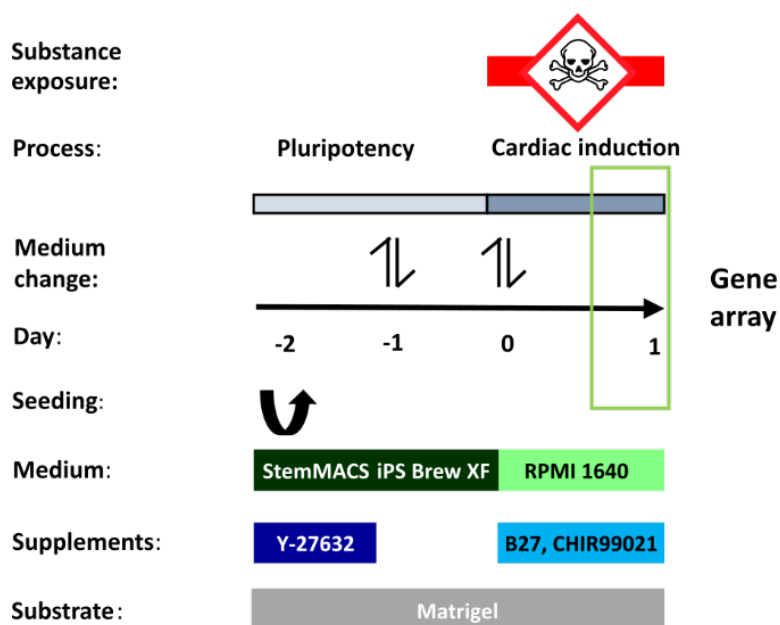 Substance
exposure:
Process:
Pluripotency
Cardiac induction
Medium
change:
Gene
array
Day:
-2
-1
0
1
Seeding:
Medium:
StemMACS iPS Brew XF
RPMI 1640
Supplements:
Y-27632
B27, CHIR99021
Substrate:
Matrigel